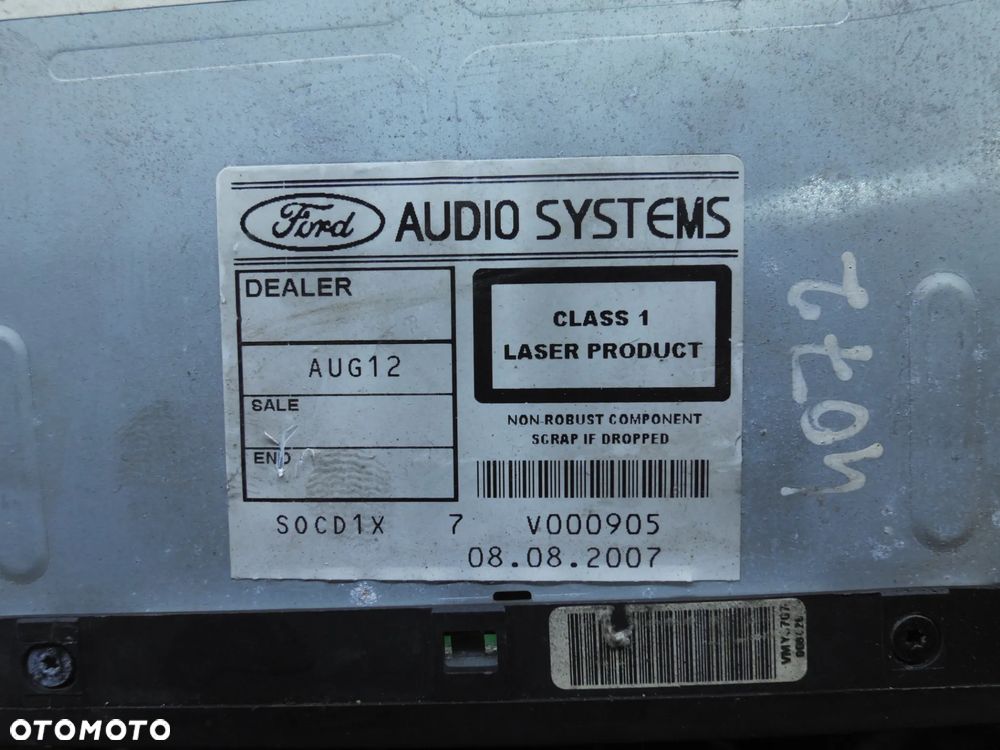 Ford AUDIO SYSTEMS
DEALER
AUG12
SALE
END
CLASS 1
LASER PRODUCT
NON-ROBUST COMPONENT
SCRAP IF DROPPED
SOCD1X 7 V000905
08.08.2007
OTOMOTO